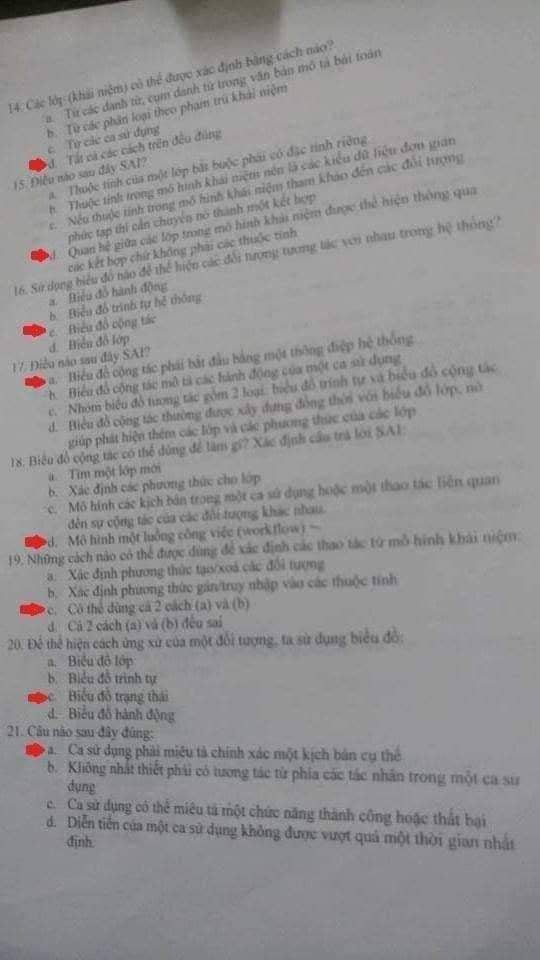 14. Các lớp (khái niệm) có thể được xác định bằng cách nào?
a. Từ các danh từ, cụm danh từ trong văn bản mô tả bài toán
b. Từ các phân loại theo phạm trù khái niệm
c. Từ các ca sử dụng
d. Tất cả các cách trên đều đúng
15. Điều nào sau đây SAI?
a. Thuộc tính của một lớp bắt buộc phải có đặc tính riêng
b. Thuộc tính trong mô hình khái niệm nên là các kiểu dữ liệu đơn giản
c. Nếu thuộc tính trong mô hình khái niệm tham khảo đến các đối tượng
phức tạp thì cần chuyển nó thành một kết hợp
d. Quan hệ giữa các lớp trong mô hình khái niệm được thể hiện thông qua
các kết hợp chứ không phải các thuộc tính
16. Sử dụng biểu đồ nào để thể hiện các đối tượng tương tác với nhau trong hệ thống?
a. Biểu đồ hành động
b. Biểu đồ trình tự hệ thống
c. Biểu đồ cộng tác
d. Biểu đồ lớp
17. Điều nào sau đây SAI?
a. Biểu đồ cộng tác phải bắt đầu bằng một thông điệp hệ thống
b. Biểu đồ cộng tác mô tả các hành động của một ca sử dụng
c. Nhóm biểu đồ tương tác gồm 2 loại: biểu đồ trình tự và biểu đồ cộng tác
d. Biểu đồ cộng tác thường được xây dựng đồng thời với biểu đồ lớp, nó
giúp phát hiện thêm các lớp và các phương thức của các lớp
18. Biểu đồ cộng tác có thể dùng để làm gì? Xác định câu trả lời SAI:
a. Tìm một lớp mới
b. Xác định các phương thức cho lớp
c. Mô hình các kịch bản trong một ca sử dụng hoặc một thao tác liên quan
đến sự cộng tác của các đối tượng khác nhau.
d. Mô hình một luồng công việc (workflow)
19. Những cách nào có thể được dùng để xác định các thao tác từ mô hình khái niệm:
a. Xác định phương thức tạo/xoá các đối tượng
b. Xác định phương thức gán/truy nhập vào các thuộc tính
c. Có thể dùng cả 2 cách (a) và (b)
d. Cả 2 cách (a) và (b) đều sai
20. Để thể hiện cách ứng xử của một đối tượng, ta sử dụng biểu đồ:
a. Biểu đồ lớp
b. Biểu đồ trình tự
c. Biểu đồ trạng thái
d. Biểu đồ hành động
21. Câu nào sau đây đúng:
a. Ca sử dụng phải miêu tả chính xác một kịch bản cụ thể
b. Không nhất thiết phải có tương tác từ phía các tác nhân trong một ca sử
dụng
c. Ca sử dụng có thể miêu tả một chức năng thành công hoặc thất bại
d. Diễn tiến của một ca sử dụng không được vượt quá một thời gian nhất
định.